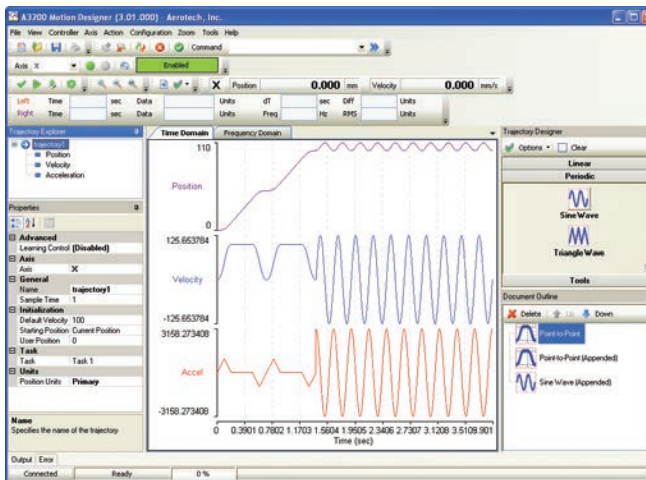 A3700 Motion Designer (3.01.000) - Aerotech, Inc.
File View Controller Axis Action Configuration Zoom Tools Help
Command
Axis X Enabled
X Position 0.000 mm Velocity 0.000 mm/s
Left Time sec Data Units dT sec Diff Units
Right Time sec Data Units Freq Hz RMS Units
Trajectory Explorer
trajectory1
Position
Velocity
Acceleration
Properties
Advanced
Learning Control (Disabled)
Axis
Axis X
General
Name trajectory1
Sample Time 1
Initialization
Default Velocity 100
Starting Position Current Position
User Position 0
Task
Task Task 1
Units
Position Units Primary
Name
Specifies the name of the trajectory
Time Domain Frequency Domain
110
Position
0
125.653784
Velocity
-125.653784
3158.273408
Accel
-3158.273408
0 0.3901 0.7802 1.1703 1.5604 1.9505 2.3406 2.7307 3.1208 3.5109.901
Time (sec)
Trajectory Designer
Options Clear
Linear
Periodic
Sine Wave
Triangle Wave
Tools
Document Outline
Delete Up Down
Point-to-Point
Point-to-Point (Appended)
Sine Wave (Appended)
Output Error
Connected Ready 0 %